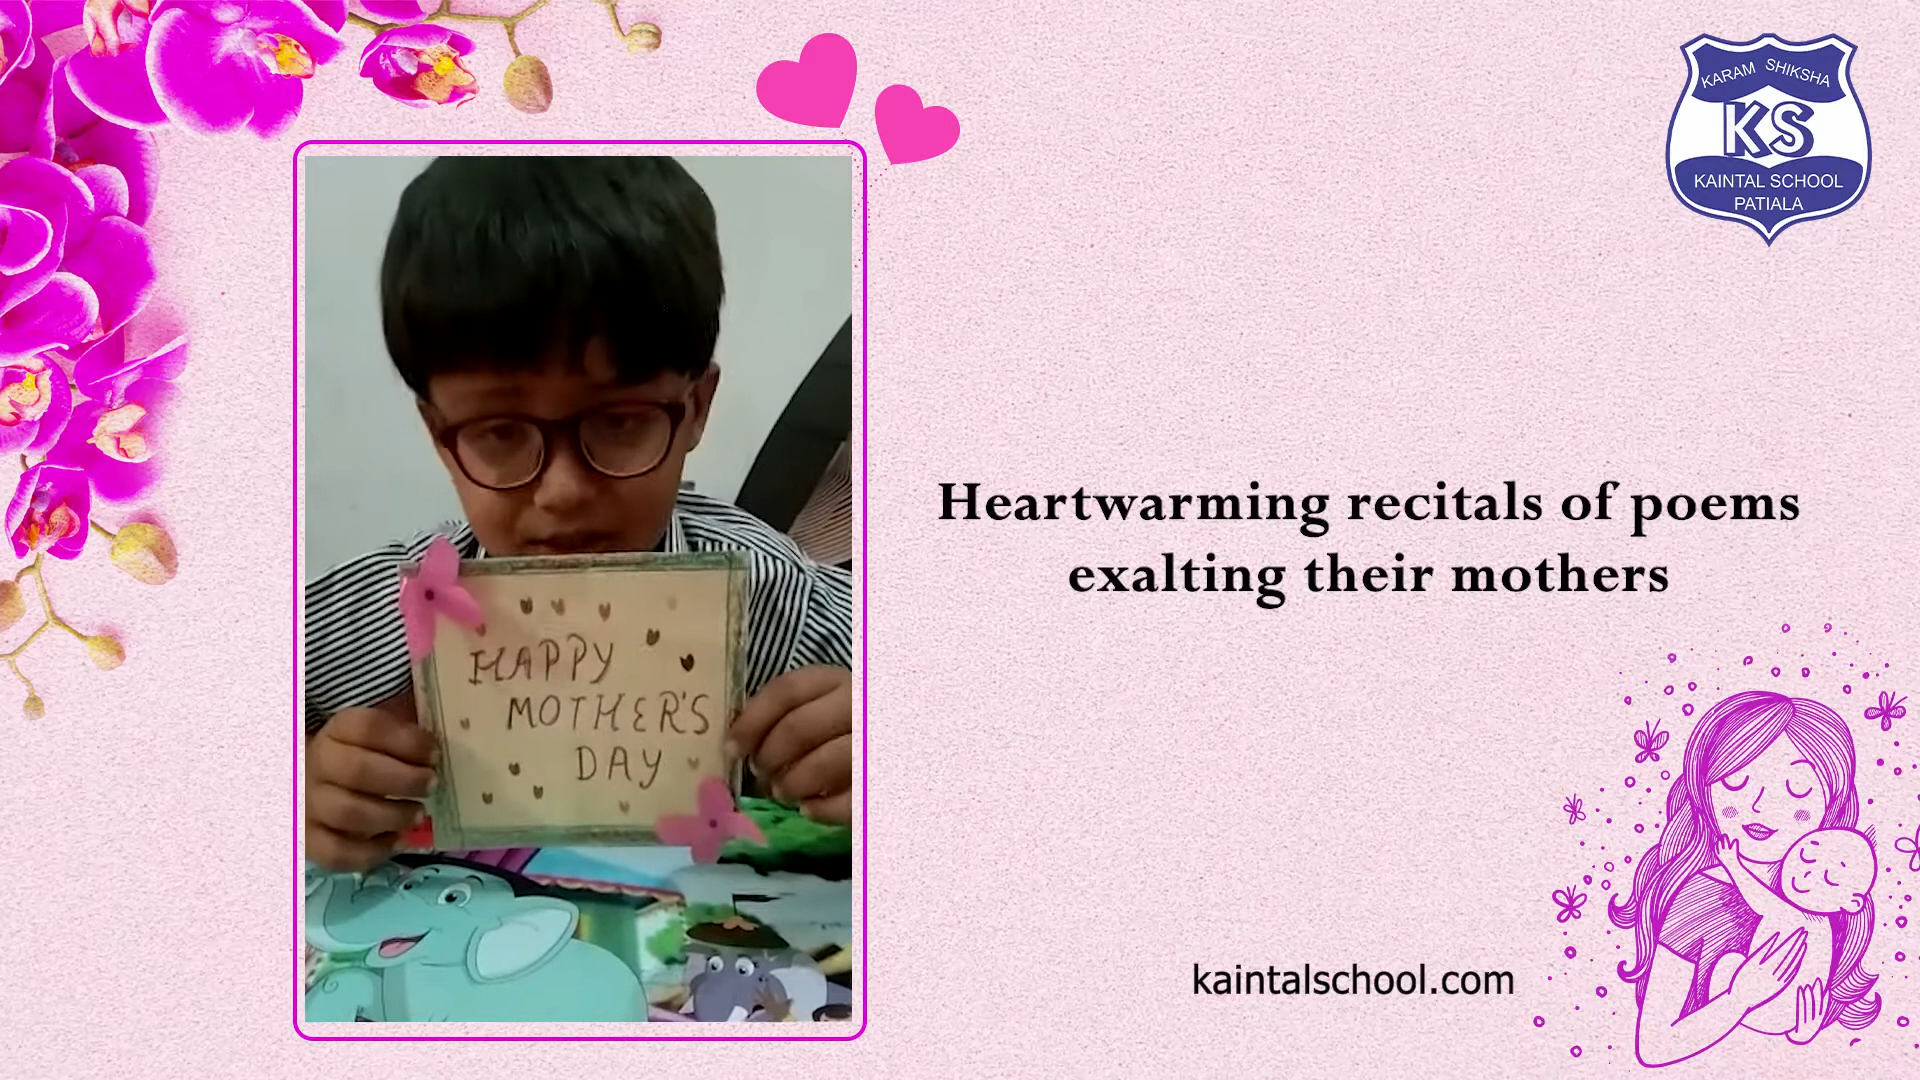 KARAM SHIKSHA
KS
KAINTAL SCHOOL
PATIALA
HAPPY
MOTHER'S
DAY
Heartwarming recitals of poems
exalting their mothers
kaintalschool.com